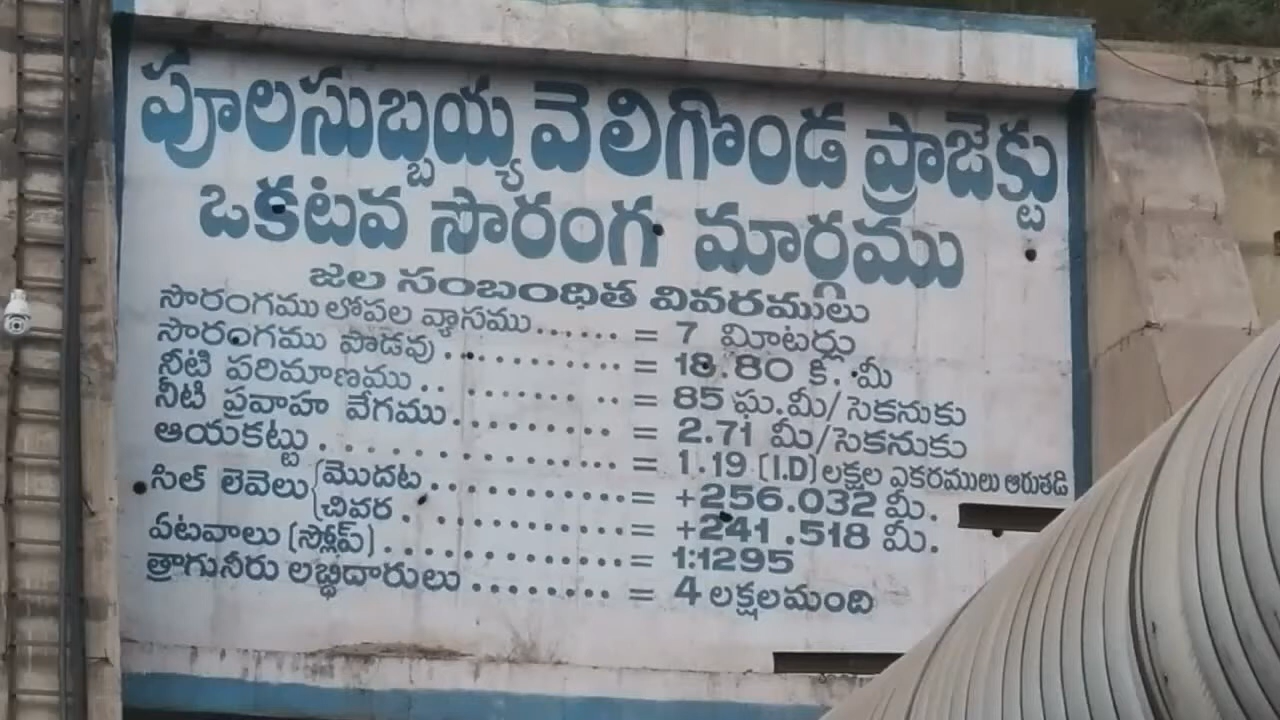 పూలసుబ్బయ్య వెలిగొండ ప్రాజెక్టు
ఒకటవ సొరంగ మార్గము
జల సంబంధిత వివరములు
సొరంగము లోపల వ్యాసము...... = 7 మీటర్లు
సొరంగము పొడవు............ = 18.80 కి.మీ
నీటి పరిమాణము.. ....... .. = 85 ఘ.మీ/సెకనుకు
నీటి ప్రవాహ వేగము......... = 2.71 మీ/సెకనుకు
ఆయకట్టు................ = 1.19 (I.D) లక్షల ఎకరములు ఆరుతడి
సిల్ లెవెలు { మొదట........... = +256.032 మీ.
చివర............ = +241.518 మీ.
పటవాలు (స్లోప్)............. = 1:1295
త్రాగునీరు లబ్ధిదారులు........ = 4 లక్షలమంది